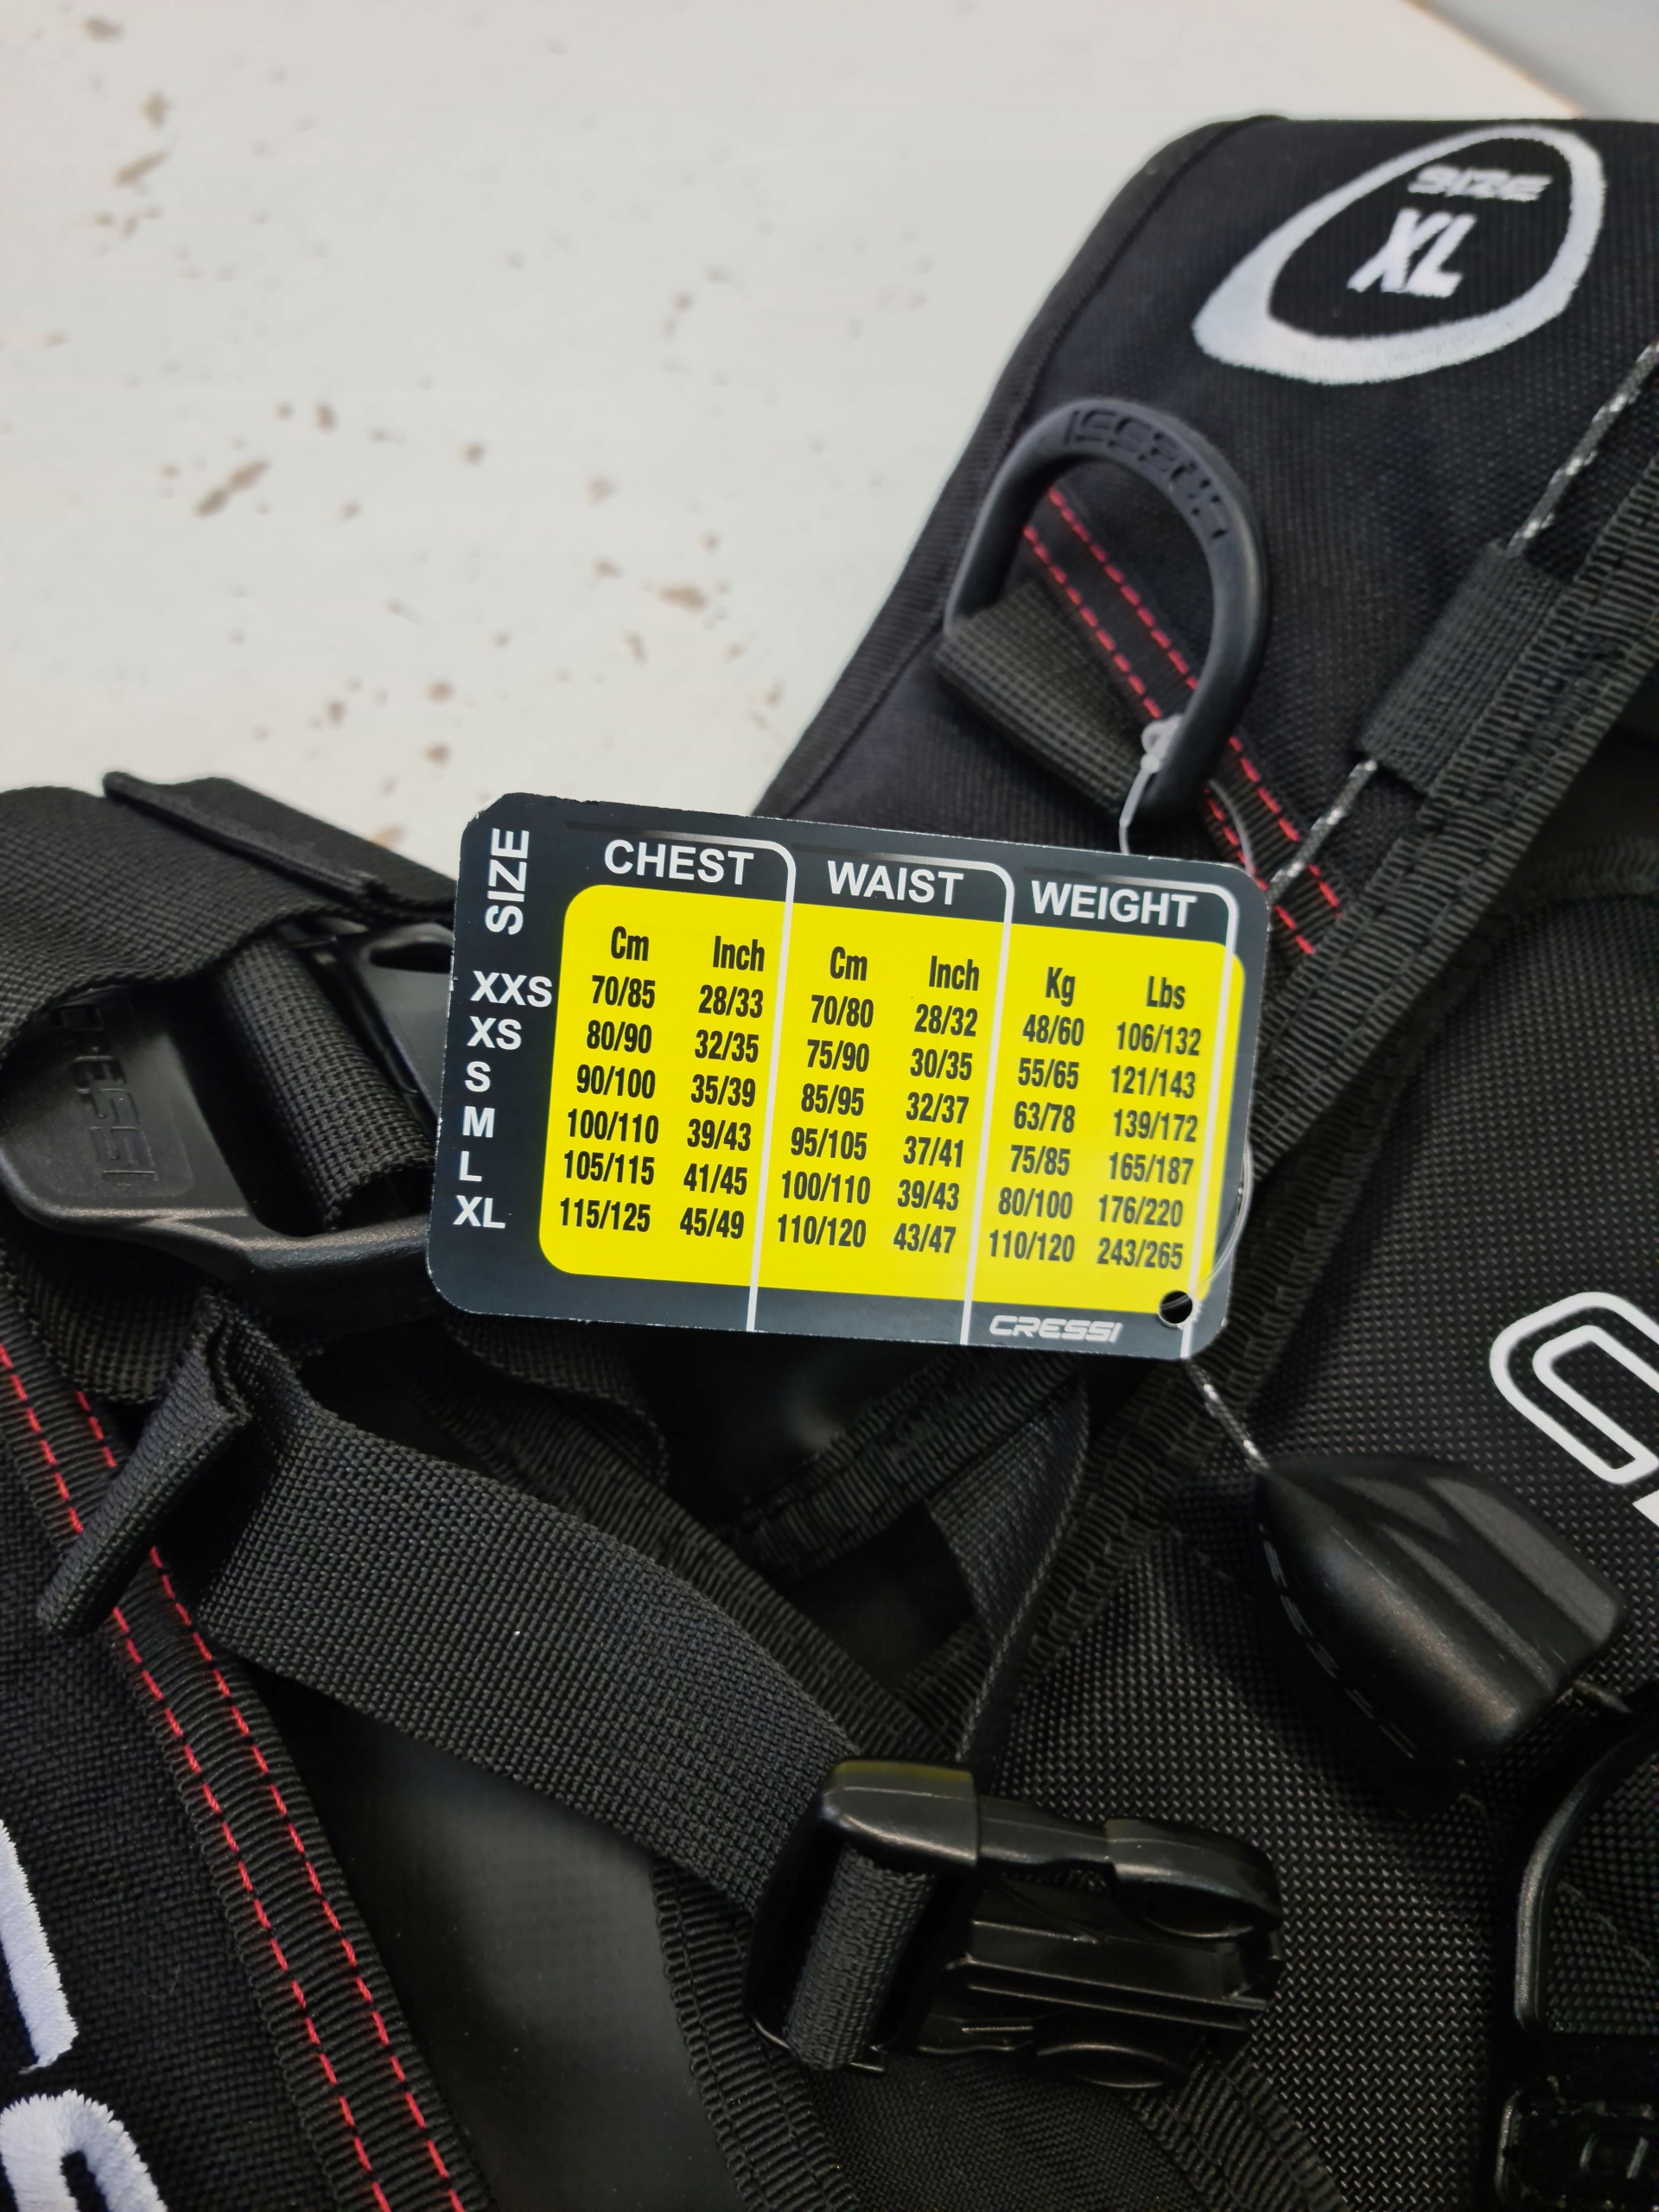 SIZE
XL
CRESSI
SIZE CHEST WAIST WEIGHT
Cm Inch Cm Inch Kg Lbs
XXS 70/85 28/33 70/80 28/32 48/60 106/132
XS 80/90 32/35 75/90 30/35 55/65 121/143
S 90/100 35/39 85/95 32/37 63/78 139/172
M 100/110 39/43 95/105 37/41 75/85 165/187
L 105/115 41/45 100/110 39/43 80/100 176/220
XL 115/125 45/49 110/120 43/47 110/120 243/265
CRESSI
CRESSI